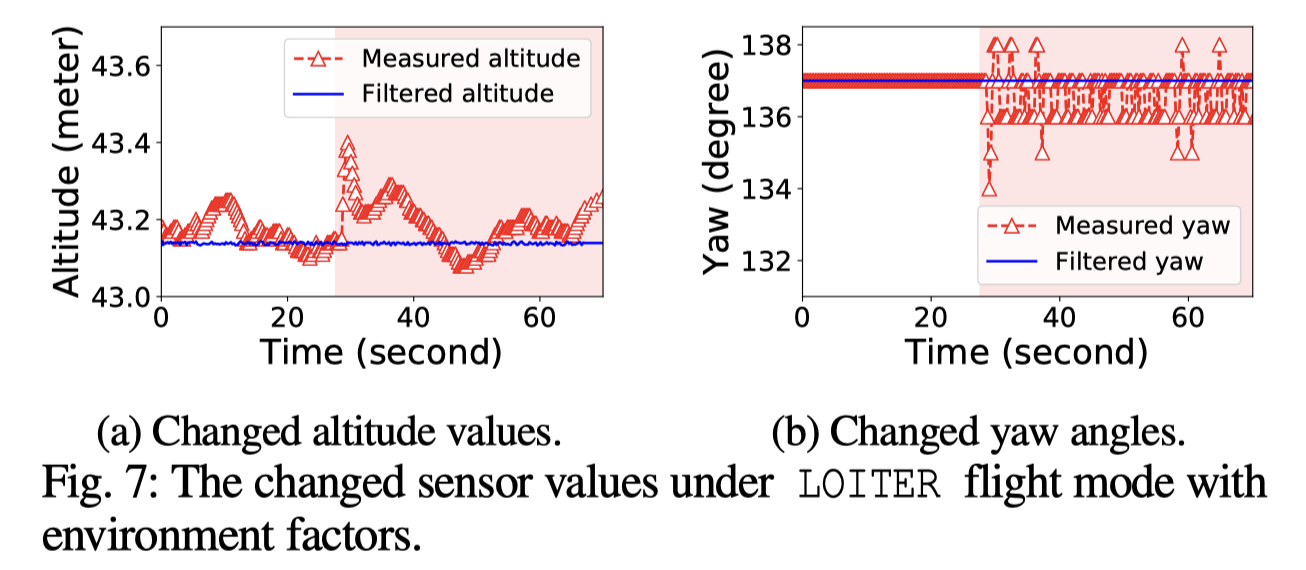 Altitude (meter)
43.6
43.4
43.2
43.0
Measured altitude
Filtered altitude
0 20 40 60
Time (second)
Yaw (degree)
138
136
134
132
Measured yaw
Filtered yaw
0 20 40 60
Time (second)
(a) Changed altitude values.
(b) Changed yaw angles.
Fig. 7: The changed sensor values under LOITER flight mode with
environment factors.